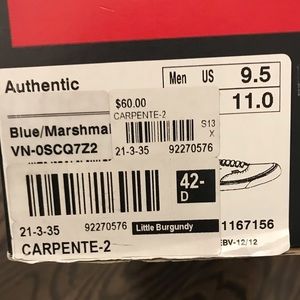 Authentic
Men US 9.5
11.0
$60.00
CARPENTE-2
S13
X
Blue/Marshmal
VN-0SCQ7Z2
21-3-35 92270576
42-
D
21-3-35 92270576 Little Burgundy
CARPENTE-2
1167156
EBV-12/12